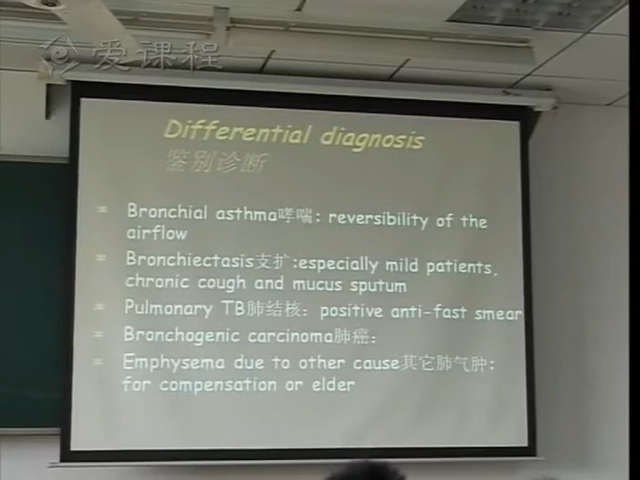 爱课程
Differential diagnosis
鉴别诊断
Bronchial asthma哮喘: reversibility of the
airflow
Bronchiectasis支扩:especially mild patients,
chronic cough and mucus sputum
Pulmonary TB肺结核: positive anti-fast smear
Bronchogenic carcinoma肺癌:
Emphysema due to other cause其它肺气肿:
for compensation or elder